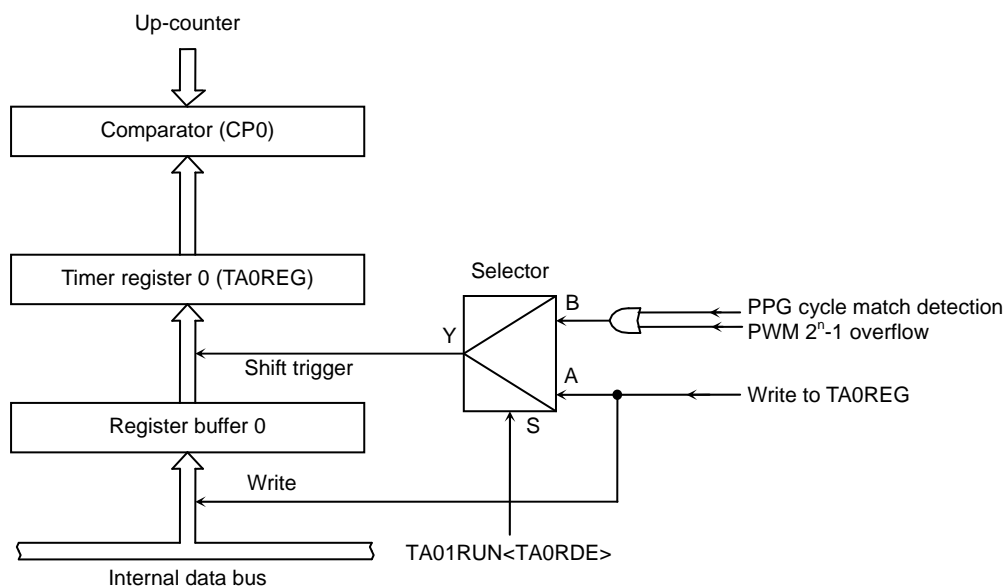 Up-counter
Comparator (CP0)
Timer register 0 (TA0REG)
Selector
B
PPG cycle match detection
PWM 2ⁿ-1 overflow
Y
Shift trigger
A
Write to TA0REG
Register buffer 0
S
Write
TA01RUN<TA0RDE>
Internal data bus